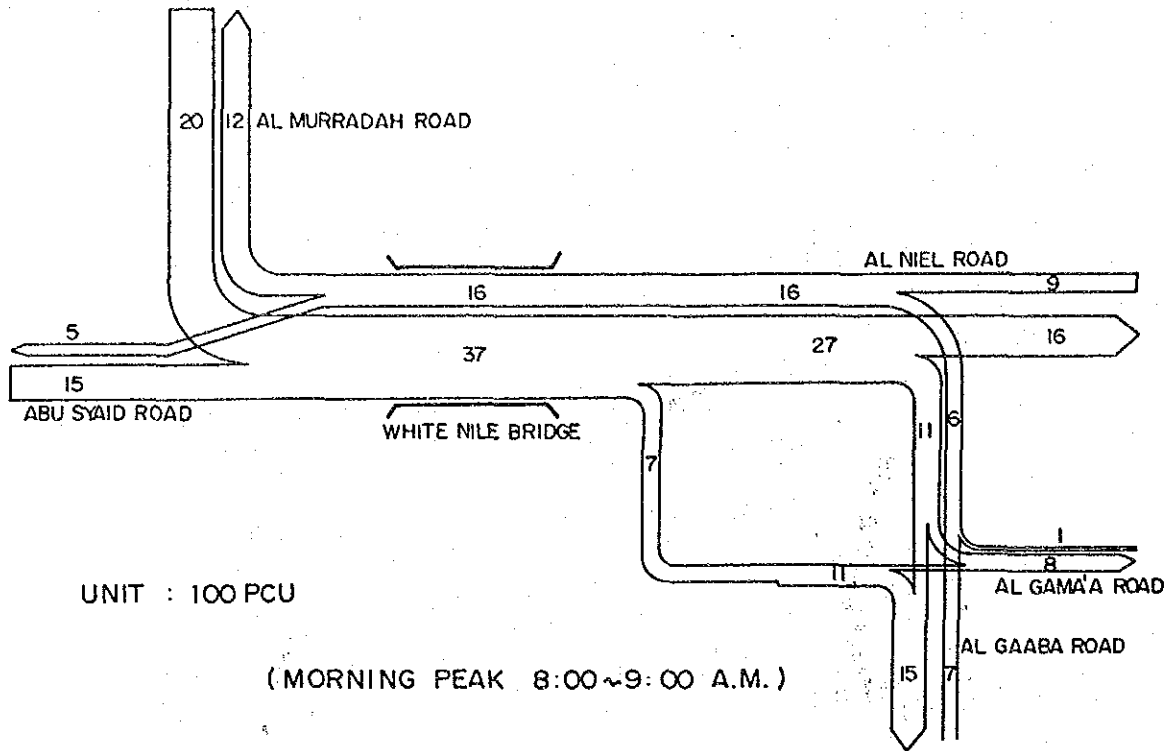 20
12 AL MURRADAH ROAD
AL NIEL ROAD
16
16
9
5
37
27
16
15
ABU SYAID ROAD
WHITE NILE BRIDGE
11
6
7
1
8
11
AL GAMA'A ROAD
UNIT : 100 PCU
AL GAABA ROAD
15
7
(MORNING PEAK 8:00~9:00 A.M.)